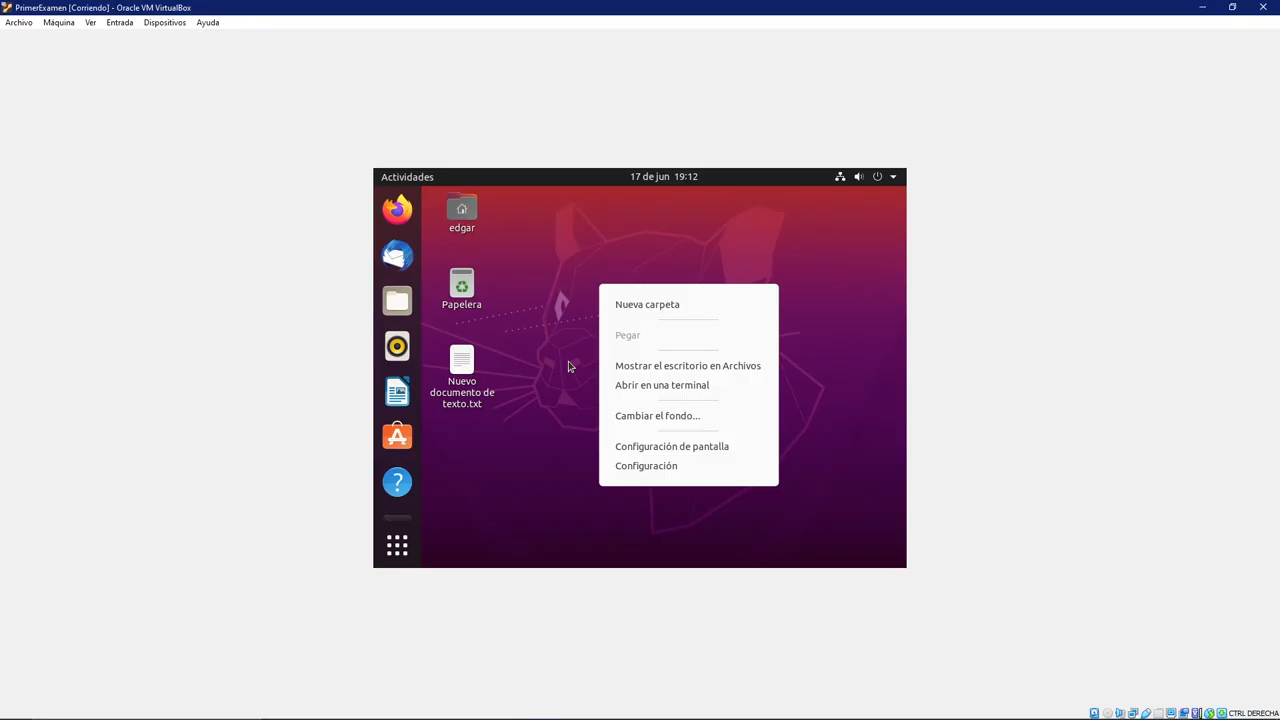 PrimerExamen [Corriendo] - Oracle VM VirtualBox
Archivo Máquina Ver Entrada Dispositivos Ayuda
Actividades 17 de jun 19:12
edgar
Papelera
Nuevo
documento de
texto.txt
Nueva carpeta
Pegar
Mostrar el escritorio en Archivos
Abrir en una terminal
Cambiar el fondo...
Configuración de pantalla
Configuración
CTRL DERECHA